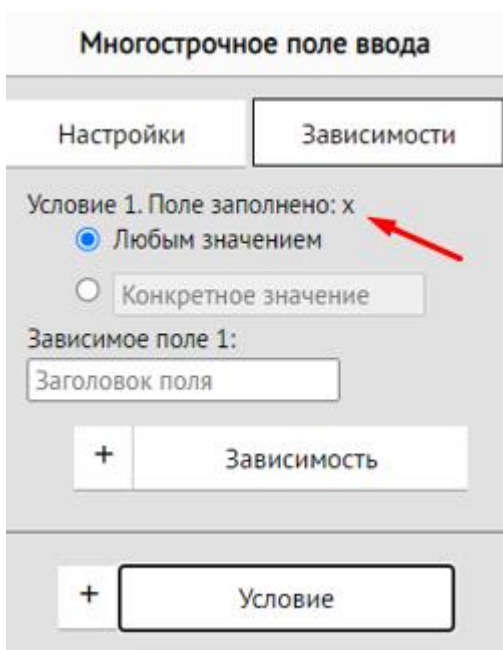 Многострочное поле ввода
Настройки Зависимости
Условие 1. Поле заполнено: x
Любым значением
Конкретное значение
Зависимое поле 1:
Заголовок поля
+ Зависимость
+ Условие